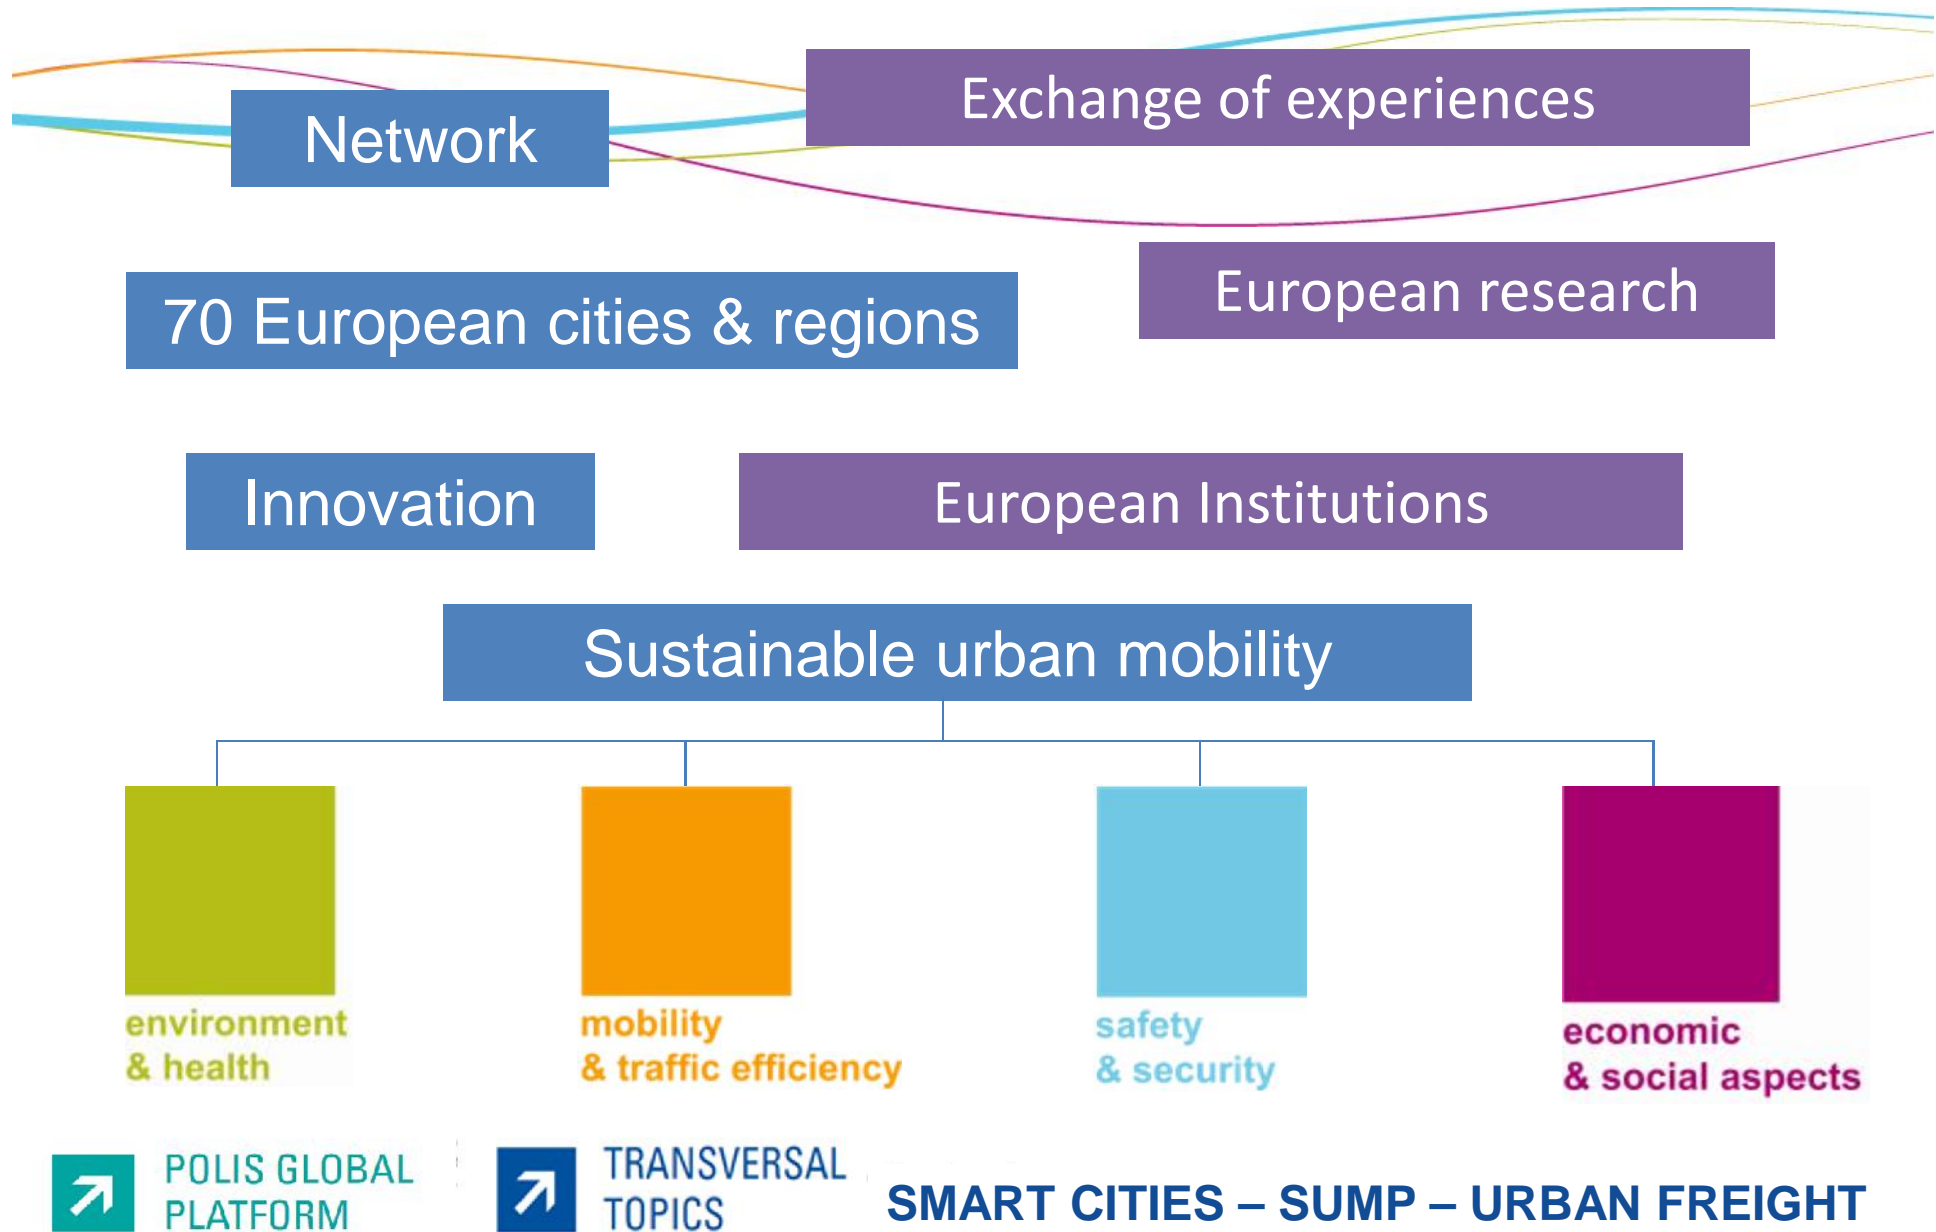 Network
Exchange of experiences
70 European cities & regions
European research
Innovation
European Institutions
Sustainable urban mobility
environment
& health
mobility
& traffic efficiency
safety
& security
economic
& social aspects
POLIS GLOBAL
PLATFORM
TRANSVERSAL
TOPICS
SMART CITIES – SUMP – URBAN FREIGHT